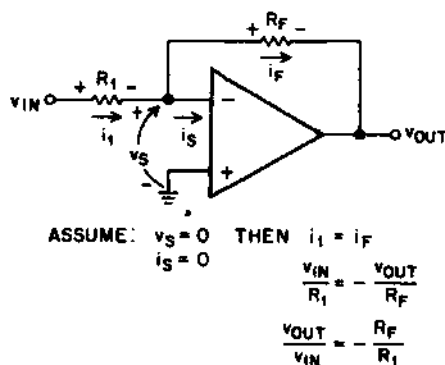 + R_F -
i_F
+ R_1 -
v_IN
i_1
+
i_S
-
v_S
-
+
v_OUT
ASSUME: v_S = 0 THEN i_1 = i_F
i_S = 0
v_IN/R_1 = - v_OUT/R_F
v_OUT/v_IN = - R_F/R_1